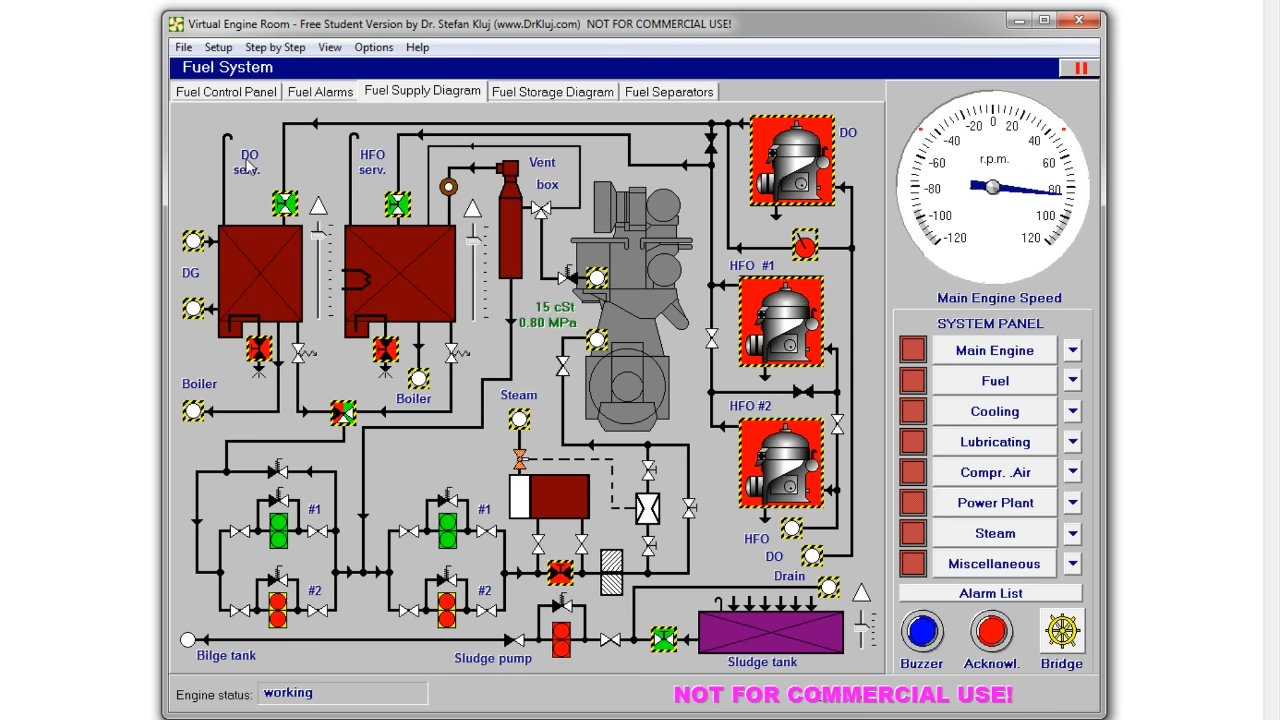 Virtual Engine Room - Free Student Version by Dr. Stefan Kluj (www.DrKluj.com) NOT FOR COMMERCIAL USE!
File Setup Step by Step View Options Help
Fuel System
Fuel Control Panel Fuel Alarms Fuel Supply Diagram Fuel Storage Diagram Fuel Separators
DO
serv.
HFO
serv.
Vent
box
DO
DG
HFO #1
15 cSt
0.80 MPa
Boiler
Boiler
Steam
HFO #2
#1
#1
#2
#2
HFO
DO
Drain
Bilge tank
Sludge pump
Sludge tank
-120
-100
-80
-60
-40
-20
0
20
40
60
80
100
120
r.p.m.
Main Engine Speed
SYSTEM PANEL
Main Engine
Fuel
Cooling
Lubricating
Compr. .Air
Power Plant
Steam
Miscellaneous
Alarm List
Buzzer Acknowl. Bridge
Engine status: working
NOT FOR COMMERCIAL USE!